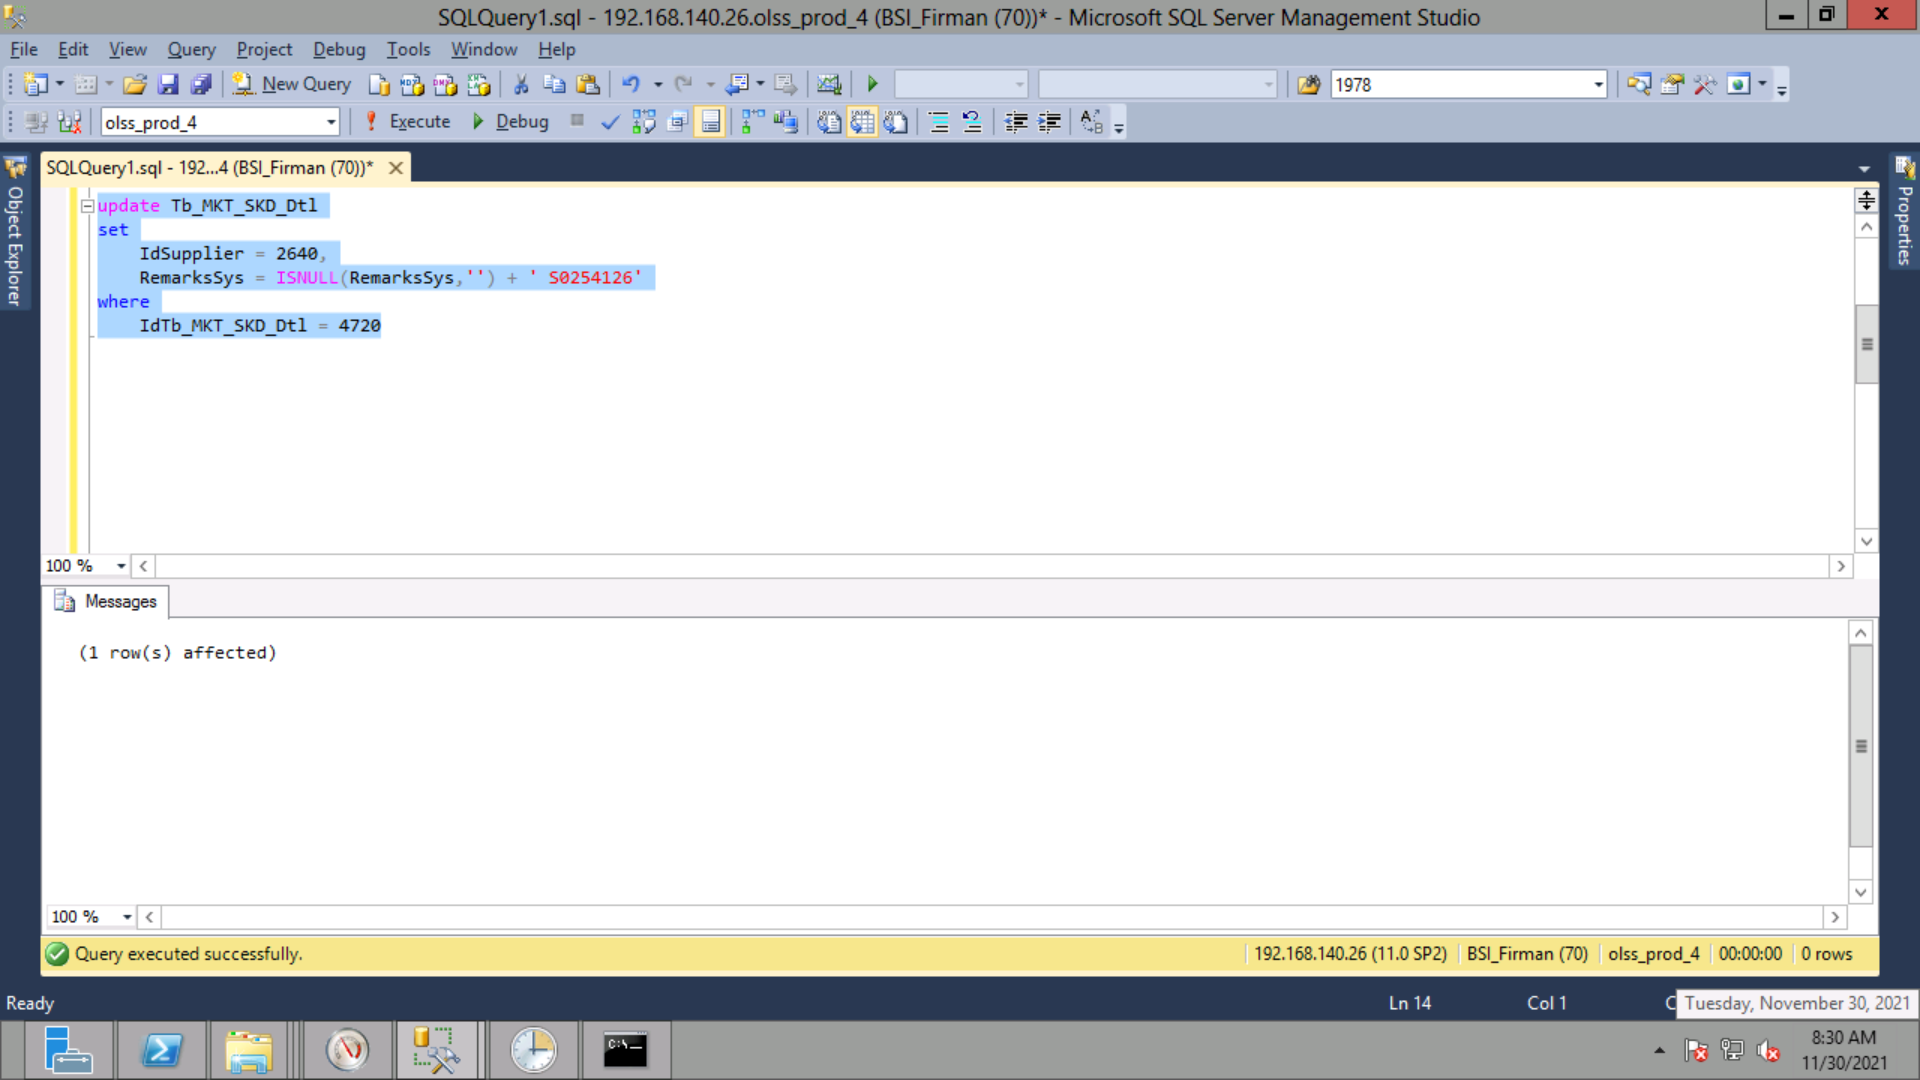 SQLQuery1.sql - 192.168.140.26.olss_prod_4 (BSI_Firman (70))* - Microsoft SQL Server Management Studio
File Edit View Query Project Debug Tools Window Help
New Query 1978
olss_prod_4 Execute Debug
SQLQuery1.sql - 192...4 (BSI_Firman (70))*
Object Explorer
Properties
update Tb_MKT_SKD_Dtl
set
IdSupplier = 2640,
RemarksSys = ISNULL(RemarksSys,'') + ' S0254126'
where
IdTb_MKT_SKD_Dtl = 4720
100 %
Messages
(1 row(s) affected)
100 %
Query executed successfully. 192.168.140.26 (11.0 SP2) BSI_Firman (70) olss_prod_4 00:00:00 0 rows
Ready Ln 14 Col 1 Tuesday, November 30, 2021
8:30 AM
11/30/2021